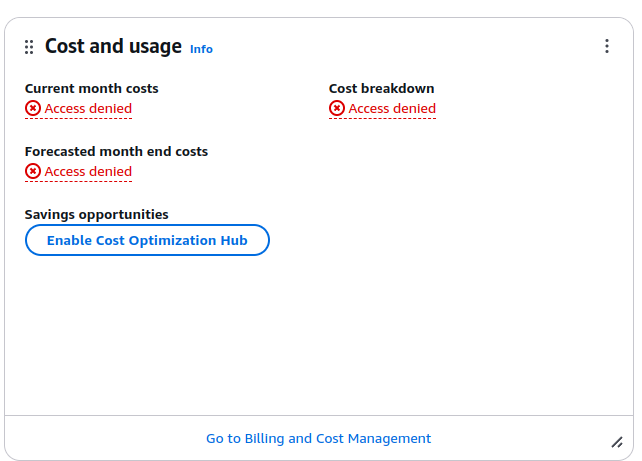 Cost and usage Info
Current month costs
Access denied
Cost breakdown
Access denied
Forecasted month end costs
Access denied
Savings opportunities
Enable Cost Optimization Hub
Go to Billing and Cost Management